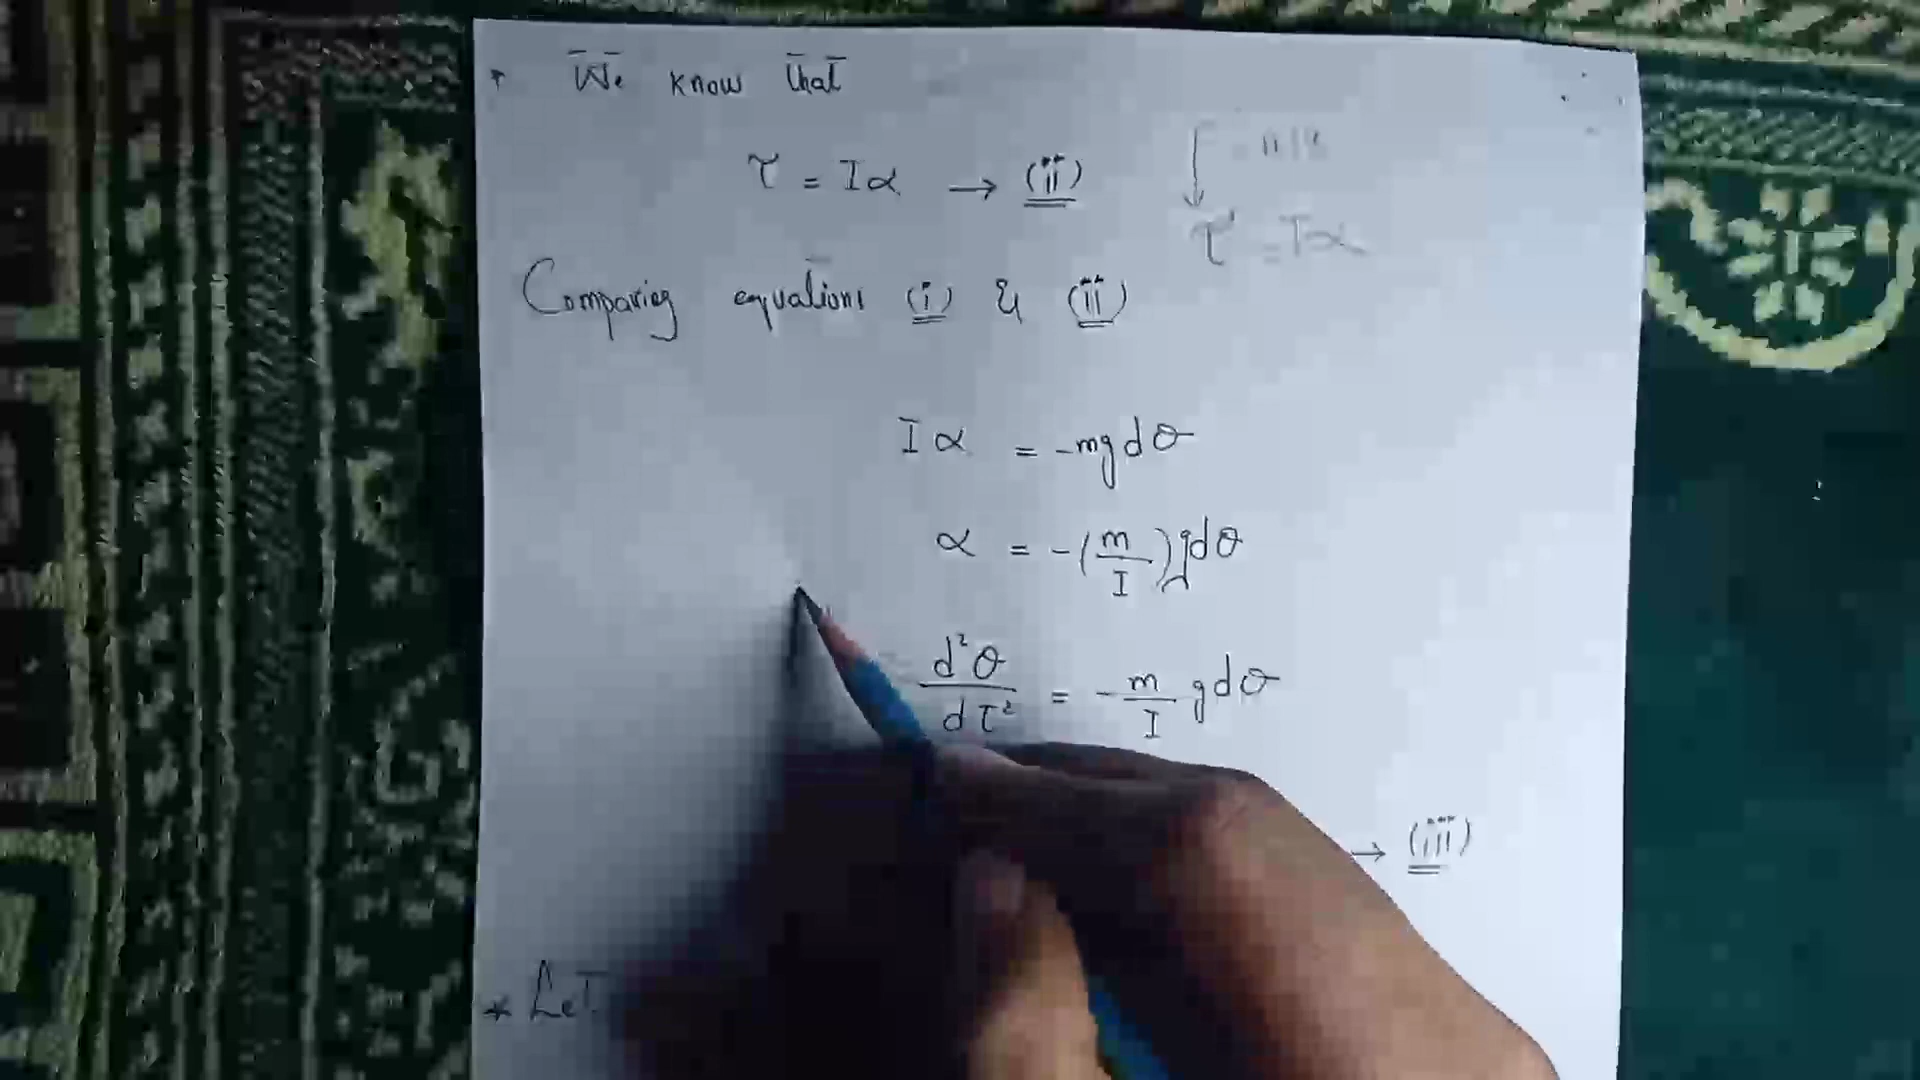 * We know that
τ = Iα → (ii)
τ = Iα
Comparing equations (i) & (ii)
Iα = -mgdθ
α = -(m/I)gdθ
d²θ/dt² = -m/I gdθ
→ (iii)
* Let